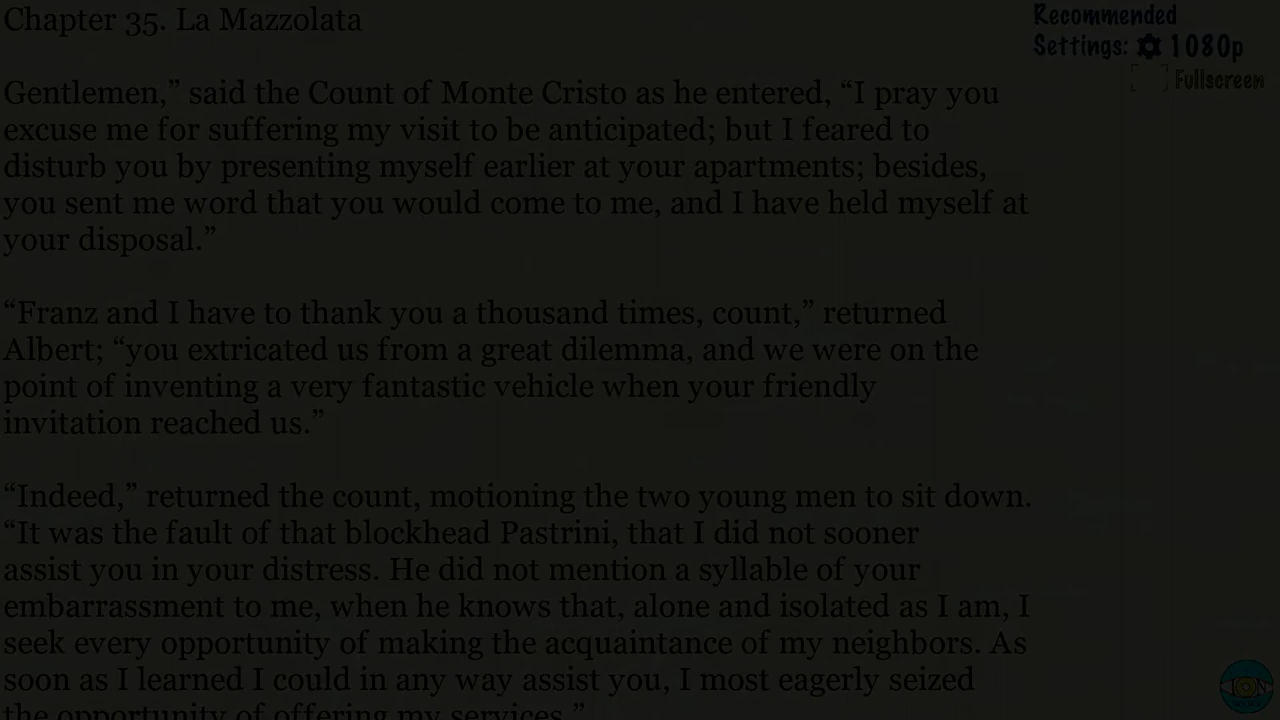 Chapter 35. La Mazzolata
Recommended
Settings: 1080p
Fullscreen
Gentlemen,” said the Count of Monte Cristo as he entered, “I pray you
excuse me for suffering my visit to be anticipated; but I feared to
disturb you by presenting myself earlier at your apartments; besides,
you sent me word that you would come to me, and I have held myself at
your disposal.”
“Franz and I have to thank you a thousand times, count,” returned
Albert; “you extricated us from a great dilemma, and we were on the
point of inventing a very fantastic vehicle when your friendly
invitation reached us.”
“Indeed,” returned the count, motioning the two young men to sit down.
“It was the fault of that blockhead Pastrini, that I did not sooner
assist you in your distress. He did not mention a syllable of your
embarrassment to me, when he knows that, alone and isolated as I am, I
seek every opportunity of making the acquaintance of my neighbors. As
soon as I learned I could in any way assist you, I most eagerly seized
the opportunity of offering my services.”